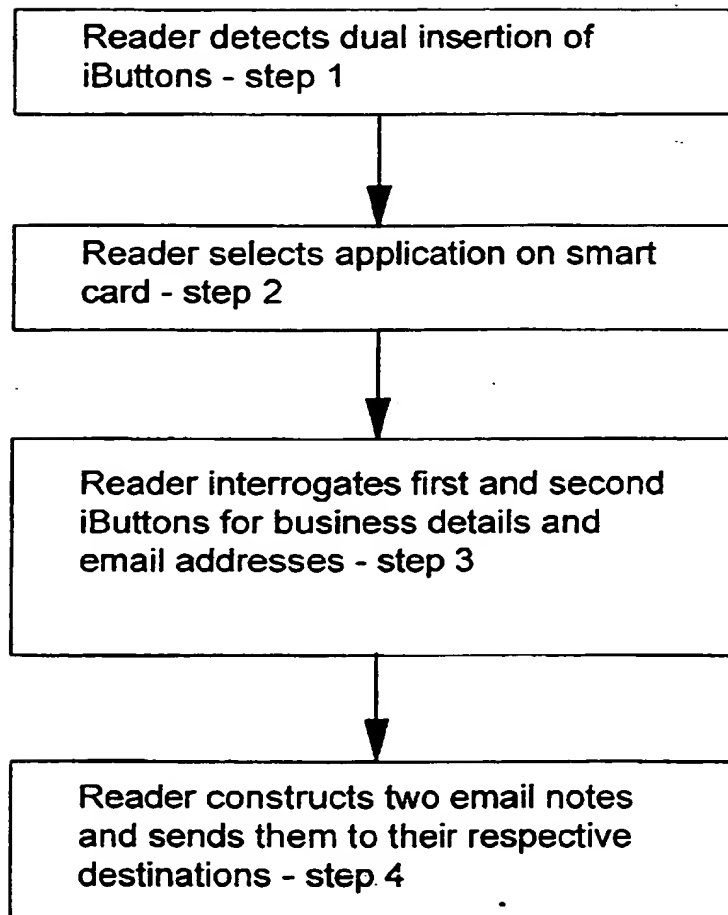 Reader detects dual insertion of
iButtons - step 1
Reader selects application on smart
card - step 2
Reader interrogates first and second
iButtons for business details and
email addresses - step 3
Reader constructs two email notes
and sends them to their respective
destinations - step 4